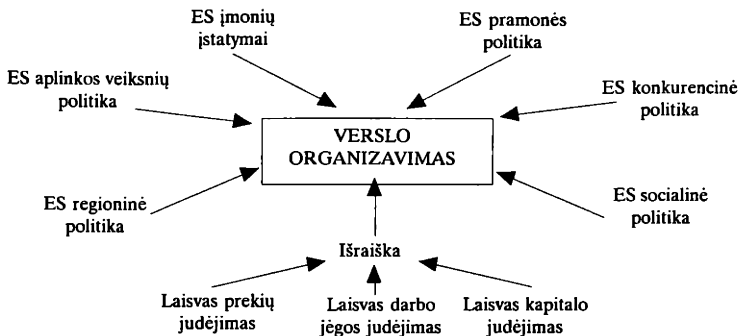 ES įmonių
įstatymai
ES pramonės
politika
ES aplinkos veiksnių
politika
ES konkurencinė
politika
VERSLO
ORGANIZAVIMAS
ES regioninė
politika
ES socialinė
politika
Išraiška
Laisvas prekių
judėjimas
Laisvas darbo
jėgos judėjimas
Laisvas kapitalo
judėjimas